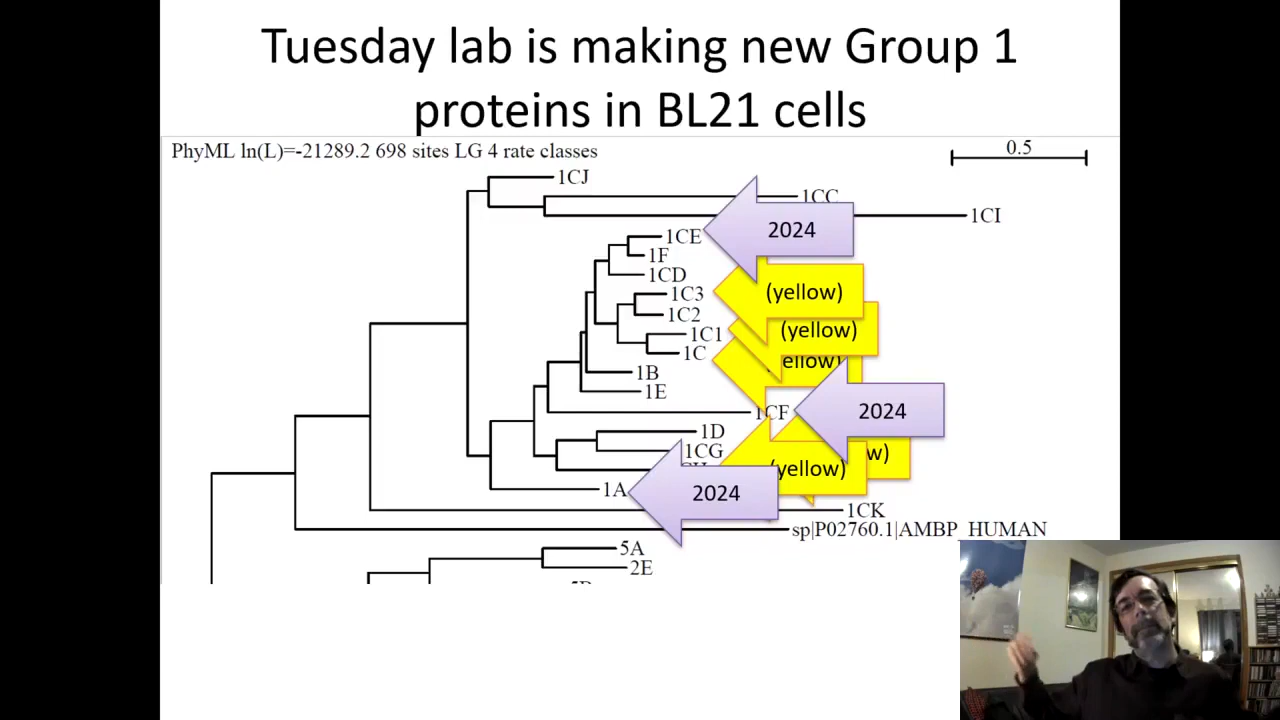 Tuesday lab is making new Group 1
proteins in BL21 cells
PhyML ln(L)=-21289.2 698 sites LG 4 rate classes
0.5
1CJ
1CC
1CI
2024
1CE
1F
1CD
1C3
(yellow)
1C2
1C1
(yellow)
1C
ellow)
1B
1E
1CF
2024
1D
1CG
w)
(yellow)
1A
2024
1CK
sp|P02760.1|AMBP_HUMAN
5A
2E